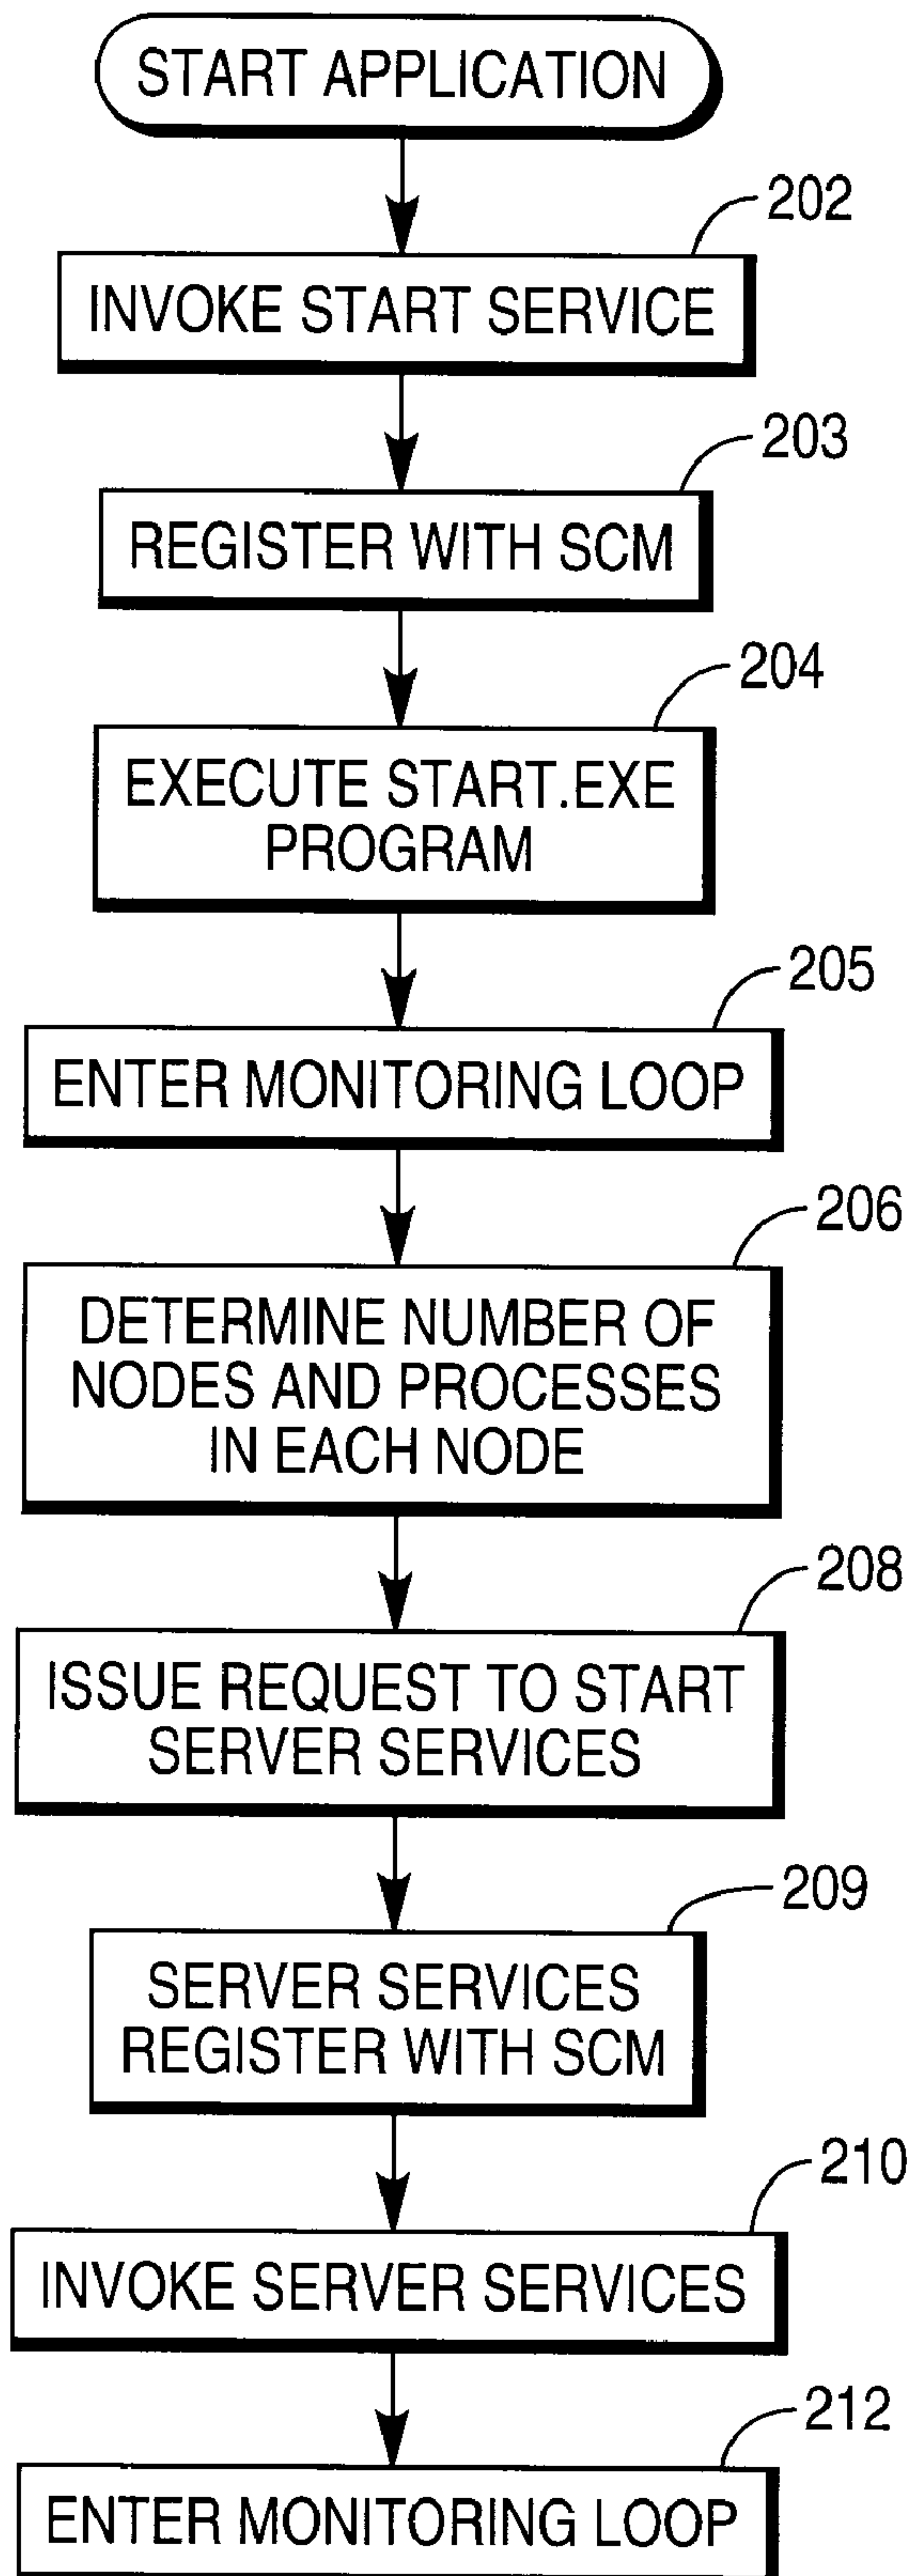 START APPLICATION
202
INVOKE START SERVICE
203
REGISTER WITH SCM
204
EXECUTE START.EXE
PROGRAM
205
ENTER MONITORING LOOP
206
DETERMINE NUMBER OF
NODES AND PROCESSES
IN EACH NODE
208
ISSUE REQUEST TO START
SERVER SERVICES
209
SERVER SERVICES
REGISTER WITH SCM
210
INVOKE SERVER SERVICES
212
ENTER MONITORING LOOP